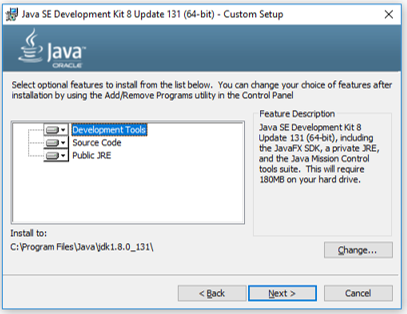 Java SE Development Kit 8 Update 131 (64-bit) - Custom Setup
Java
ORACLE
Select optional features to install from the list below. You can change your choice of features after
installation by using the Add/Remove Programs utility in the Control Panel
Development Tools
Source Code
Public JRE
Feature Description
Java SE Development Kit 8
Update 131 (64-bit), including
the JavaFX SDK, a private JRE,
and the Java Mission Control
tools suite. This will require
180MB on your hard drive.
Install to:
C:\Program Files\Java\jdk1.8.0_131\
Change...
< Back
Next >
Cancel